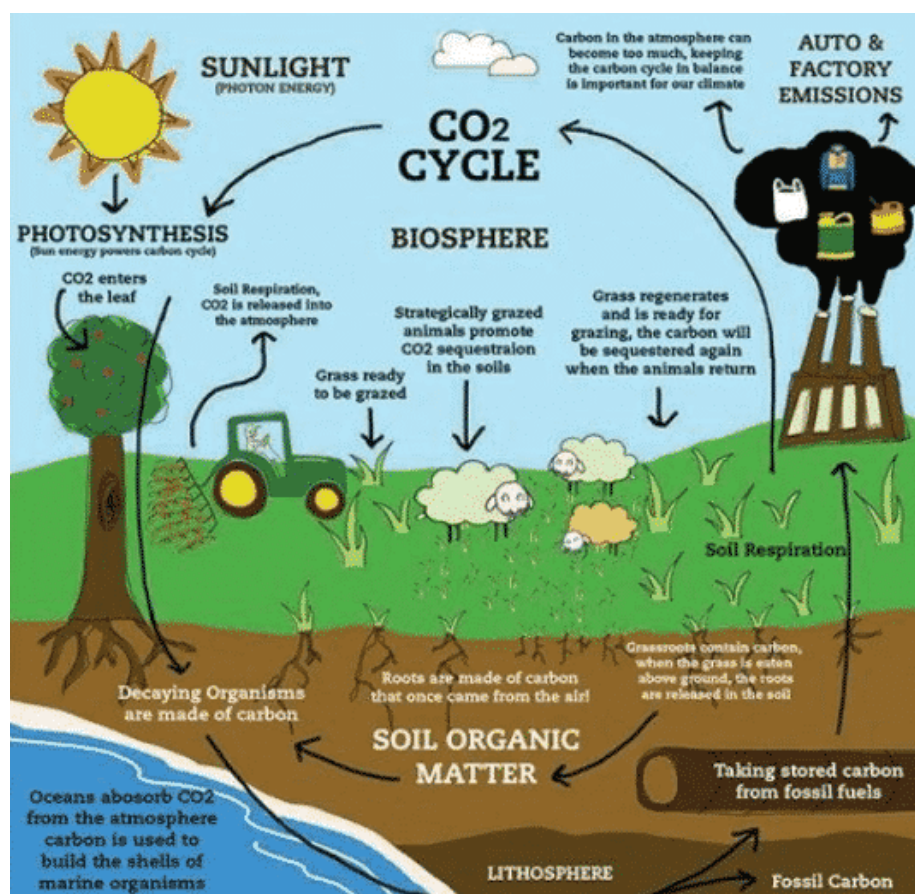 SUNLIGHT
(PHOTON ENERGY)
Carbon in the atmosphere can
become too much, keeping
the carbon cycle in balance
is important for our climate
AUTO &
FACTORY
EMISSIONS
CO2
CYCLE
PHOTOSYNTHESIS
(Sun energy powers carbon cycle)
BIOSPHERE
CO2 enters
the leaf
Soil Respiration,
CO2 is released into
the atmosphere
Grass ready
to be grazed
Strategically grazed
animals promote
CO2 sequestraion
in the soils
Grass regenerates
and is ready for
grazing, the carbon will
be sequestered again
when the animals return
Soil Respiration
Decaying Organisms
are made of carbon
Roots are made of carbon
that once came from the air!
Grassroots contain carbon,
when the grass is eaten
above ground, the roots
are released in the soil
SOIL ORGANIC
MATTER
Taking stored carbon
from fossil fuels
Oceans abosorb CO2
from the atmosphere
carbon is used to
build the shells of
marine organisms
LITHOSPHERE
Fossil Carbon